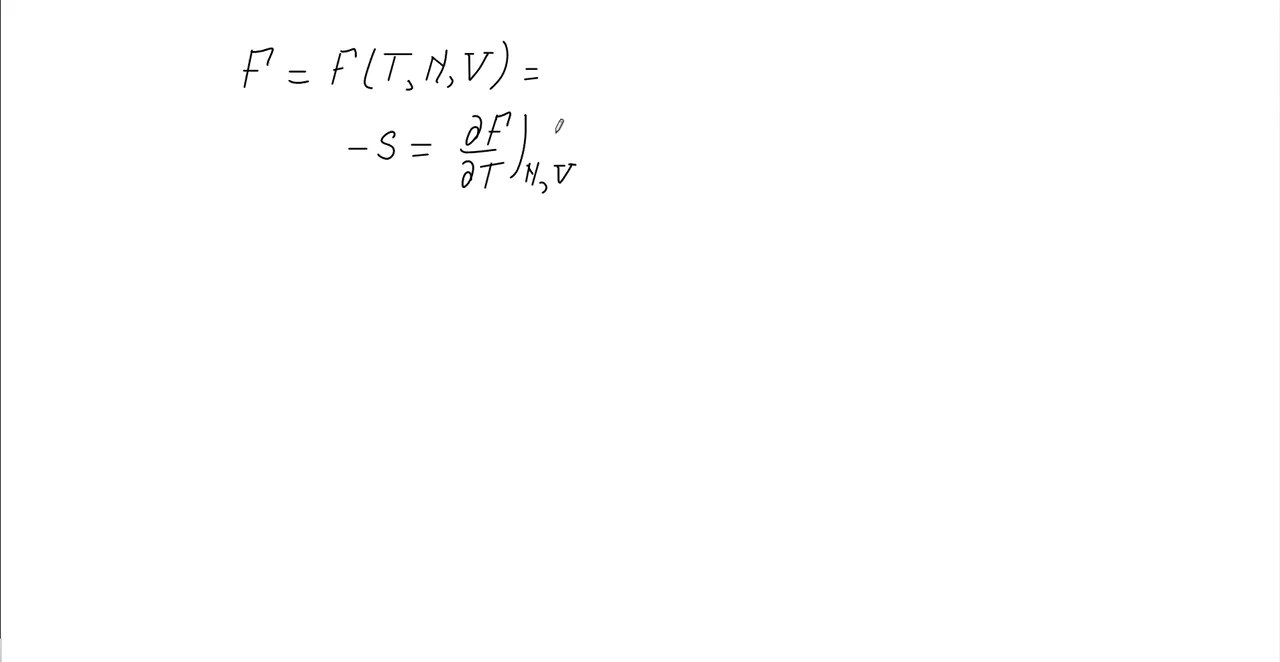 F = F(T, N, V) =
-S = ∂F/∂T)_{N, V}